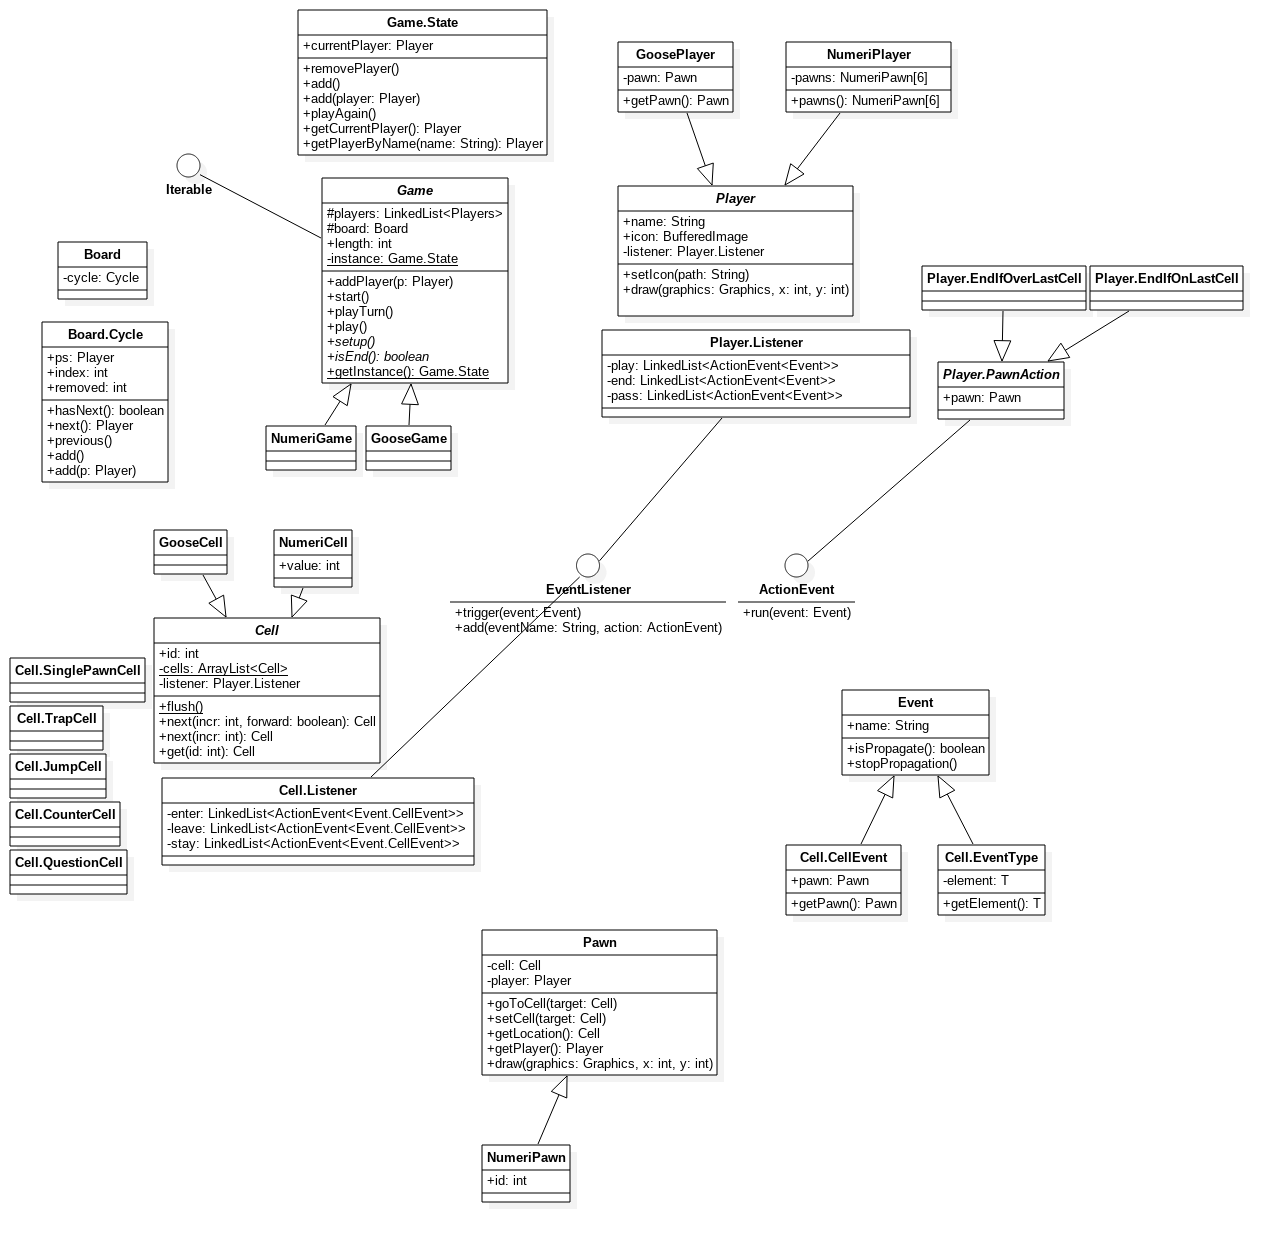 Game.State
+currentPlayer: Player
+removePlayer()
+add()
+add(player: Player)
+playAgain()
+getCurrentPlayer(): Player
+getPlayerByName(name: String): Player
GoosePlayer
-pawn: Pawn
+getPawn(): Pawn
NumeriPlayer
-pawns: NumeriPawn[6]
+pawns(): NumeriPawn[6]
Iterable
Game
#players: LinkedList<Players>
#board: Board
+length: int
-instance: Game.State
+addPlayer(p: Player)
+start()
+playTurn()
+play()
+setup()
+isEnd(): boolean
+getInstance(): Game.State
Player
+name: String
+icon: BufferedImage
-listener: Player.Listener
+setIcon(path: String)
+draw(graphics: Graphics, x: int, y: int)
Board
-cycle: Cycle
Player.EndIfOverLastCell
Player.EndIfOnLastCell
Board.Cycle
+ps: Player
+index: int
+removed: int
+hasNext(): boolean
+next(): Player
+previous()
+add()
+add(p: Player)
Player.Listener
-play: LinkedList<ActionEvent<Event>>
-end: LinkedList<ActionEvent<Event>>
-pass: LinkedList<ActionEvent<Event>>
Player.PawnAction
+pawn: Pawn
NumeriGame
GooseGame
GooseCell
NumeriCell
+value: int
EventListener
+trigger(event: Event)
+add(eventName: String, action: ActionEvent)
ActionEvent
+run(event: Event)
Cell
+id: int
-cells: ArrayList<Cell>
-listener: Player.Listener
+flush()
+next(incr: int, forward: boolean): Cell
+next(incr: int): Cell
+get(id: int): Cell
Cell.SinglePawnCell
Cell.TrapCell
Cell.JumpCell
Cell.CounterCell
Cell.QuestionCell
Cell.Listener
-enter: LinkedList<ActionEvent<Event.CellEvent>>
-leave: LinkedList<ActionEvent<Event.CellEvent>>
-stay: LinkedList<ActionEvent<Event.CellEvent>>
Event
+name: String
+isPropagate(): boolean
+stopPropagation()
Cell.CellEvent
+pawn: Pawn
+getPawn(): Pawn
Cell.EventType
-element: T
+getElement(): T
Pawn
-cell: Cell
-player: Player
+goToCell(target: Cell)
+setCell(target: Cell)
+getLocation(): Cell
+getPlayer(): Player
+draw(graphics: Graphics, x: int, y: int)
NumeriPawn
+id: int